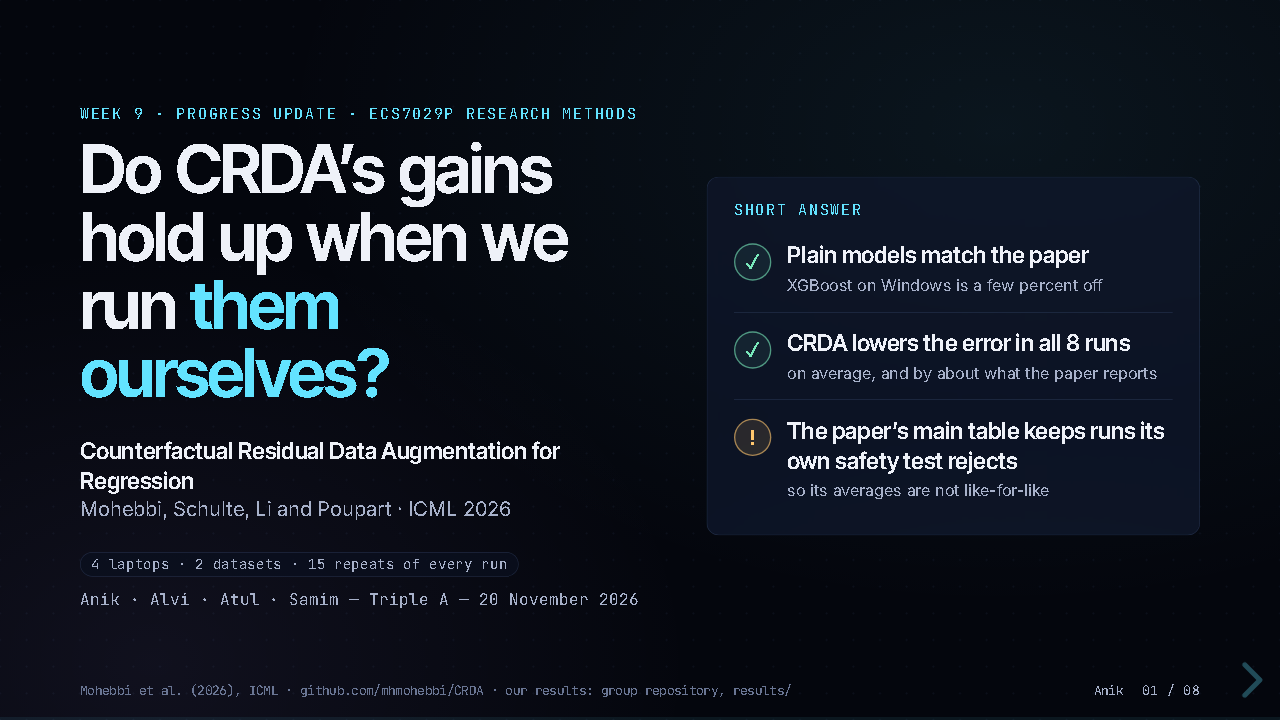 WEEK 9 · PROGRESS UPDATE · ECS7029P RESEARCH METHODS
Do CRDA’s gains
hold up when we
run them
ourselves?
Counterfactual Residual Data Augmentation for
Regression
Mohebbi, Schulte, Li and Poupart · ICML 2026
4 laptops · 2 datasets · 15 repeats of every run
Anik · Alvi · Atul · Samim — Triple A — 20 November 2026
SHORT ANSWER
✓ Plain models match the paper
XGBoost on Windows is a few percent off
✓ CRDA lowers the error in all 8 runs
on average, and by about what the paper reports
! The paper’s main table keeps runs its
own safety test rejects
so its averages are not like-for-like
Mohebbi et al. (2026), ICML · github.com/mhmohebbi/CRDA · our results: group repository, results/
Anik 01 / 08